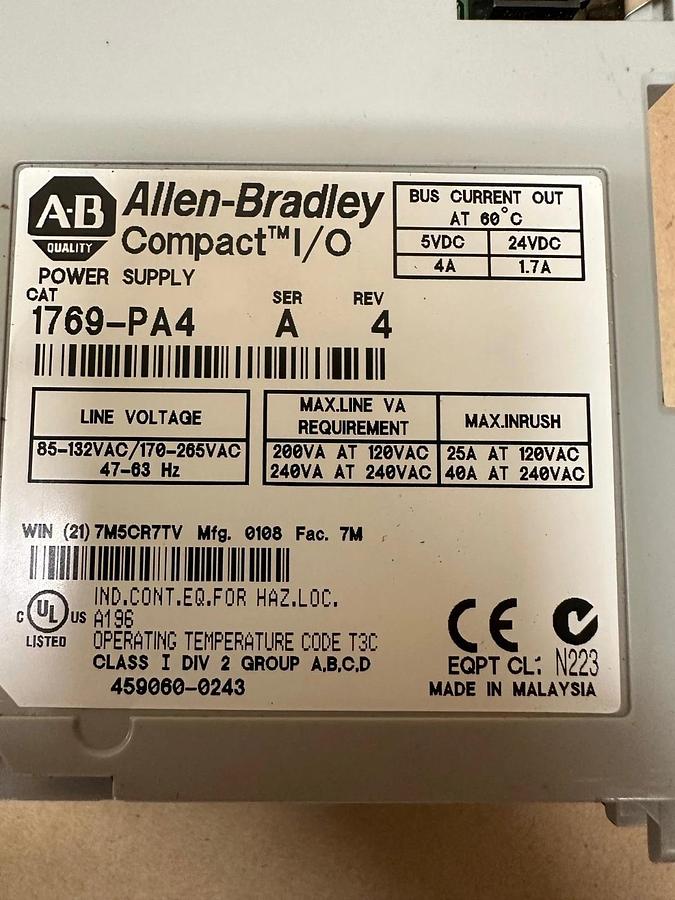 A-B
QUALITY
Allen-Bradley
Compact™ I/O
POWER SUPPLY
BUS CURRENT OUT
AT 60°C
5VDC 24VDC
4A 1.7A
CAT SER REV
1769-PA4 A 4
LINE VOLTAGE
85-132VAC/170-265VAC
47-63 Hz
MAX.LINE VA
REQUIREMENT
MAX.INRUSH
200VA AT 120VAC 25A AT 120VAC
240VA AT 240VAC 40A AT 240VAC
WIN (21) 7M5CR7TV Mfg. 0108 Fac. 7M
C UL US
LISTED
IND.CONT.EQ.FOR HAZ.LOC.
A196
OPERATING TEMPERATURE CODE T3C
CLASS I DIV 2 GROUP A,B,C,D
459060-0243
CE
EQPT CL: N223
MADE IN MALAYSIA